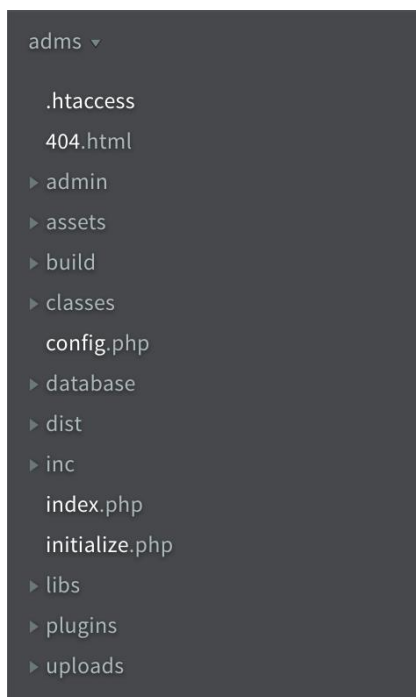 adms
.htaccess
404.html
admin
assets
build
classes
config.php
database
dist
inc
index.php
initialize.php
libs
plugins
uploads